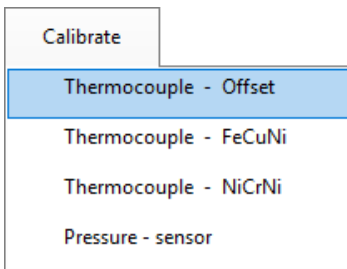 Calibrate
Thermocouple - Offset
Thermocouple - FeCuNi
Thermocouple - NiCrNi
Pressure - sensor